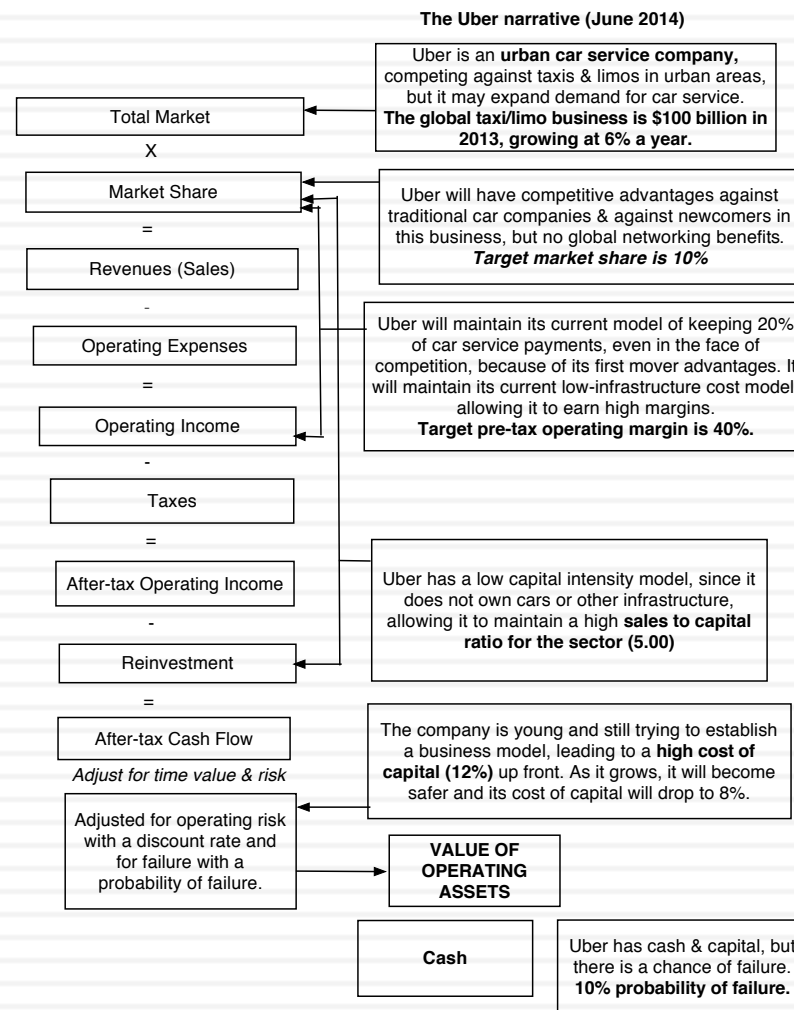 The Uber narrative (June 2014)
Uber is an urban car service company,
competing against taxis & limos in urban areas,
but it may expand demand for car service.
The global taxi/limo business is $100 billion in
2013, growing at 6% a year.
Total Market
X
Market Share
Uber will have competitive advantages against
traditional car companies & against newcomers in
this business, but no global networking benefits.
Target market share is 10%
=
Revenues (Sales)
-
Operating Expenses
Uber will maintain its current model of keeping 20%
of car service payments, even in the face of
competition, because of its first mover advantages. It
will maintain its current low-infrastructure cost model
allowing it to earn high margins.
Target pre-tax operating margin is 40%.
=
Operating Income
-
Taxes
=
After-tax Operating Income
Uber has a low capital intensity model, since it
does not own cars or other infrastructure,
allowing it to maintain a high sales to capital
ratio for the sector (5.00)
-
Reinvestment
=
After-tax Cash Flow
The company is young and still trying to establish
a business model, leading to a high cost of
capital (12%) up front. As it grows, it will become
safer and its cost of capital will drop to 8%.
Adjust for time value & risk
Adjusted for operating risk
with a discount rate and
for failure with a
probability of failure.
VALUE OF
OPERATING
ASSETS
Cash
Uber has cash & capital, but
there is a chance of failure.
10% probability of failure.